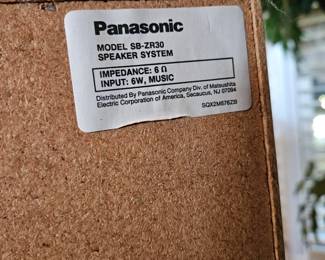 Panasonic
MODEL SB-ZR30
SPEAKER SYSTEM
IMPEDANCE: 6 Ω
INPUT: 6W, MUSIC
Distributed By Panasonic Company Div. of Matsushita
Electric Corporation of America, Secaucus, NJ 07094
SQX2M676ZB